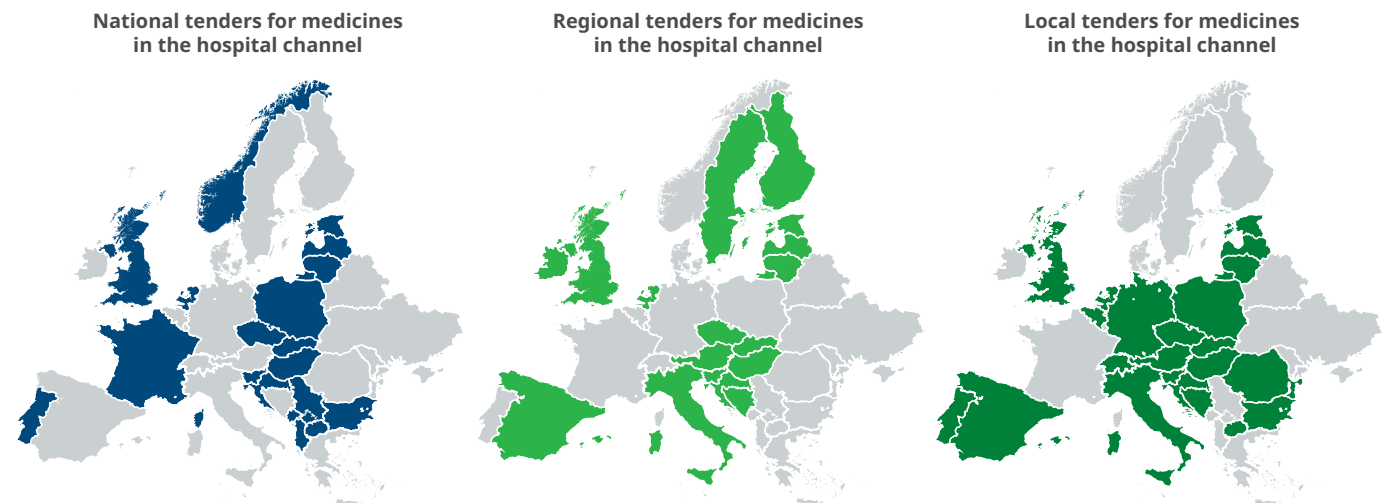 National tenders for medicines
in the hospital channel
Regional tenders for medicines
in the hospital channel
Local tenders for medicines
in the hospital channel